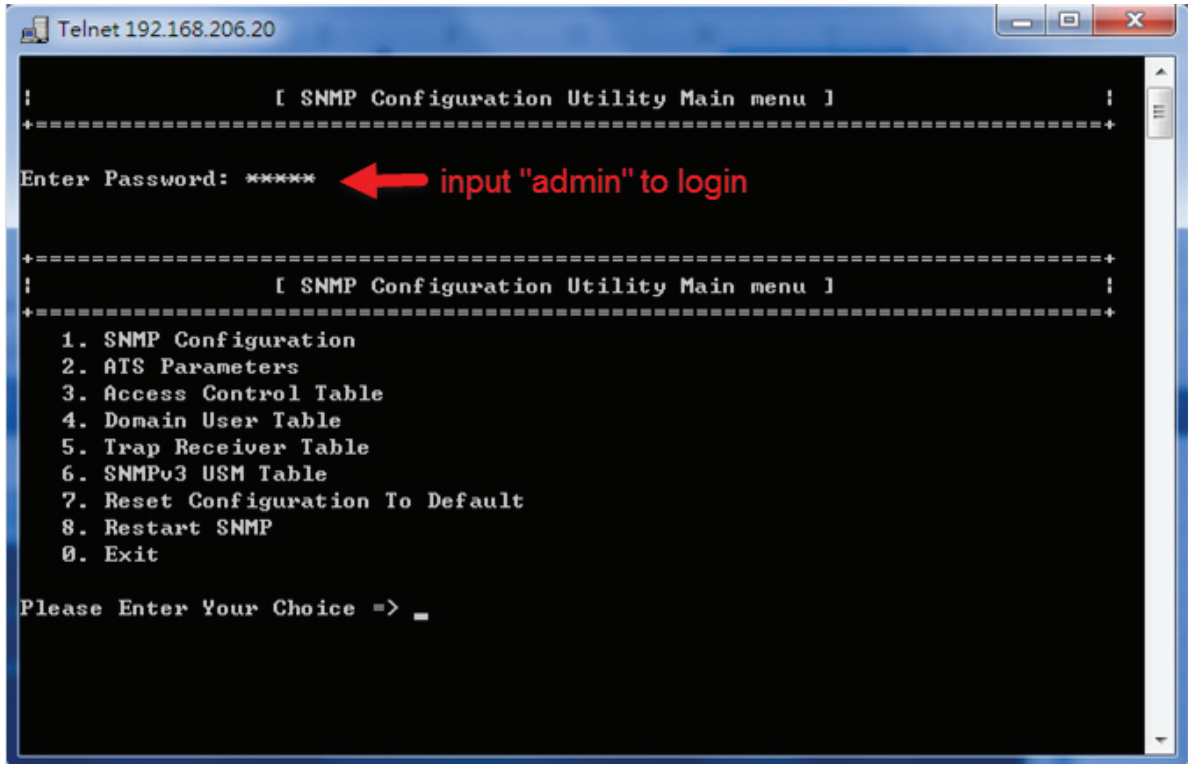 Telnet 192.168.206.20
¦ [ SNMP Configuration Utility Main menu ] ¦
+============================================================================+
Enter Password: ***** input "admin" to login
+============================================================================+
¦ [ SNMP Configuration Utility Main menu ] ¦
+============================================================================+
1. SNMP Configuration
2. ATS Parameters
3. Access Control Table
4. Domain User Table
5. Trap Receiver Table
6. SNMPv3 USM Table
7. Reset Configuration To Default
8. Restart SNMP
0. Exit
Please Enter Your Choice => _